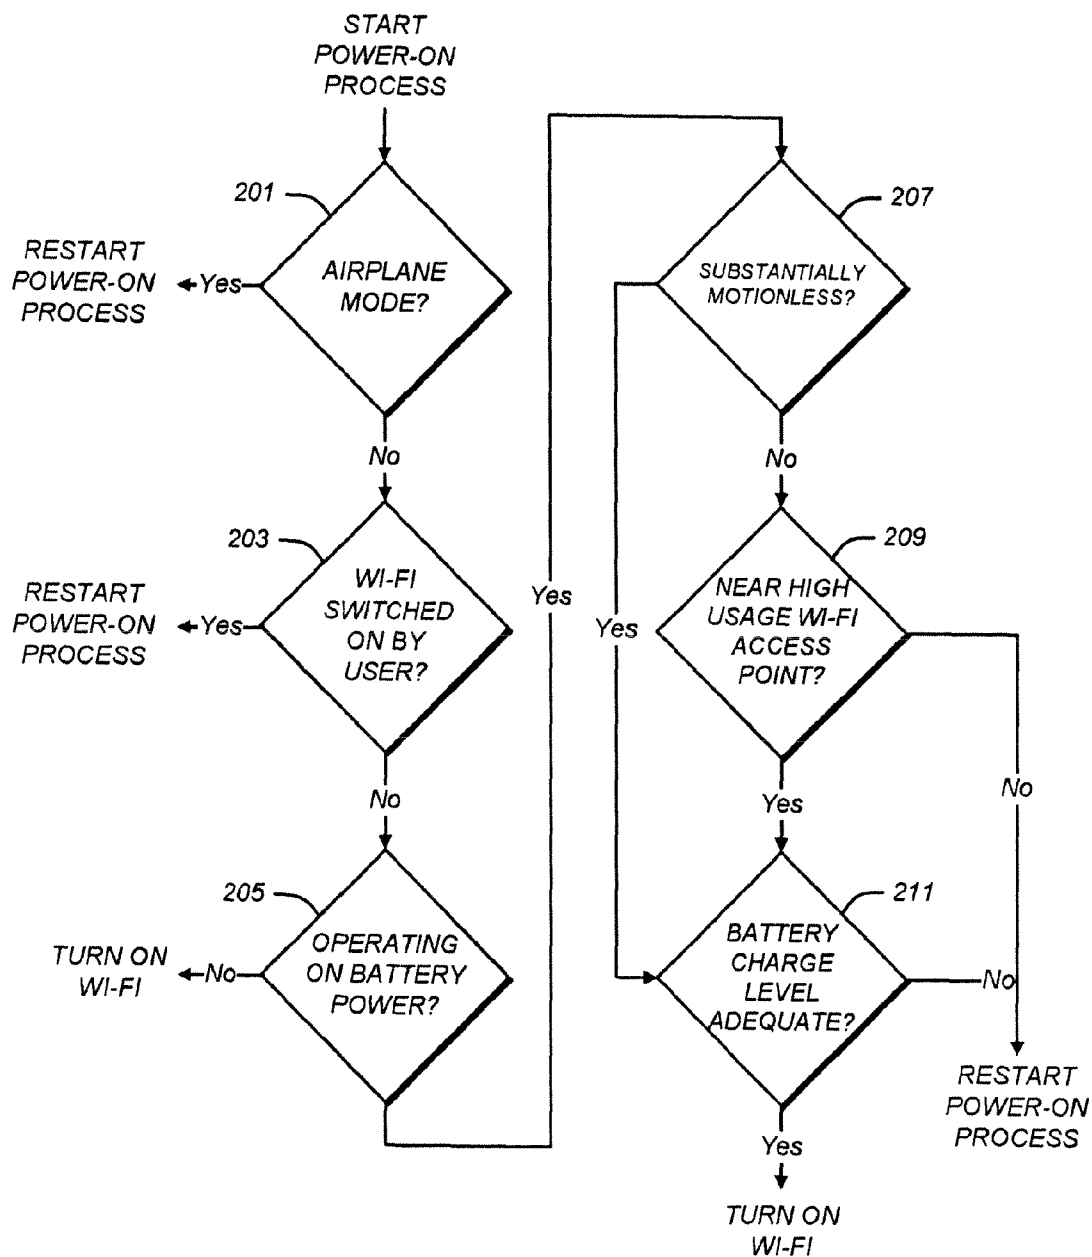 START
POWER-ON
PROCESS
201
AIRPLANE
MODE?
Yes
RESTART
POWER-ON
PROCESS
No
203
WI-FI
SWITCHED
ON BY
USER?
Yes
RESTART
POWER-ON
PROCESS
No
205
OPERATING
ON BATTERY
POWER?
No
TURN ON
WI-FI
Yes
207
SUBSTANTIALLY
MOTIONLESS?
Yes
No
209
NEAR HIGH
USAGE WI-FI
ACCESS
POINT?
No
Yes
211
BATTERY
CHARGE
LEVEL
ADEQUATE?
No
RESTART
POWER-ON
PROCESS
Yes
TURN ON
WI-FI